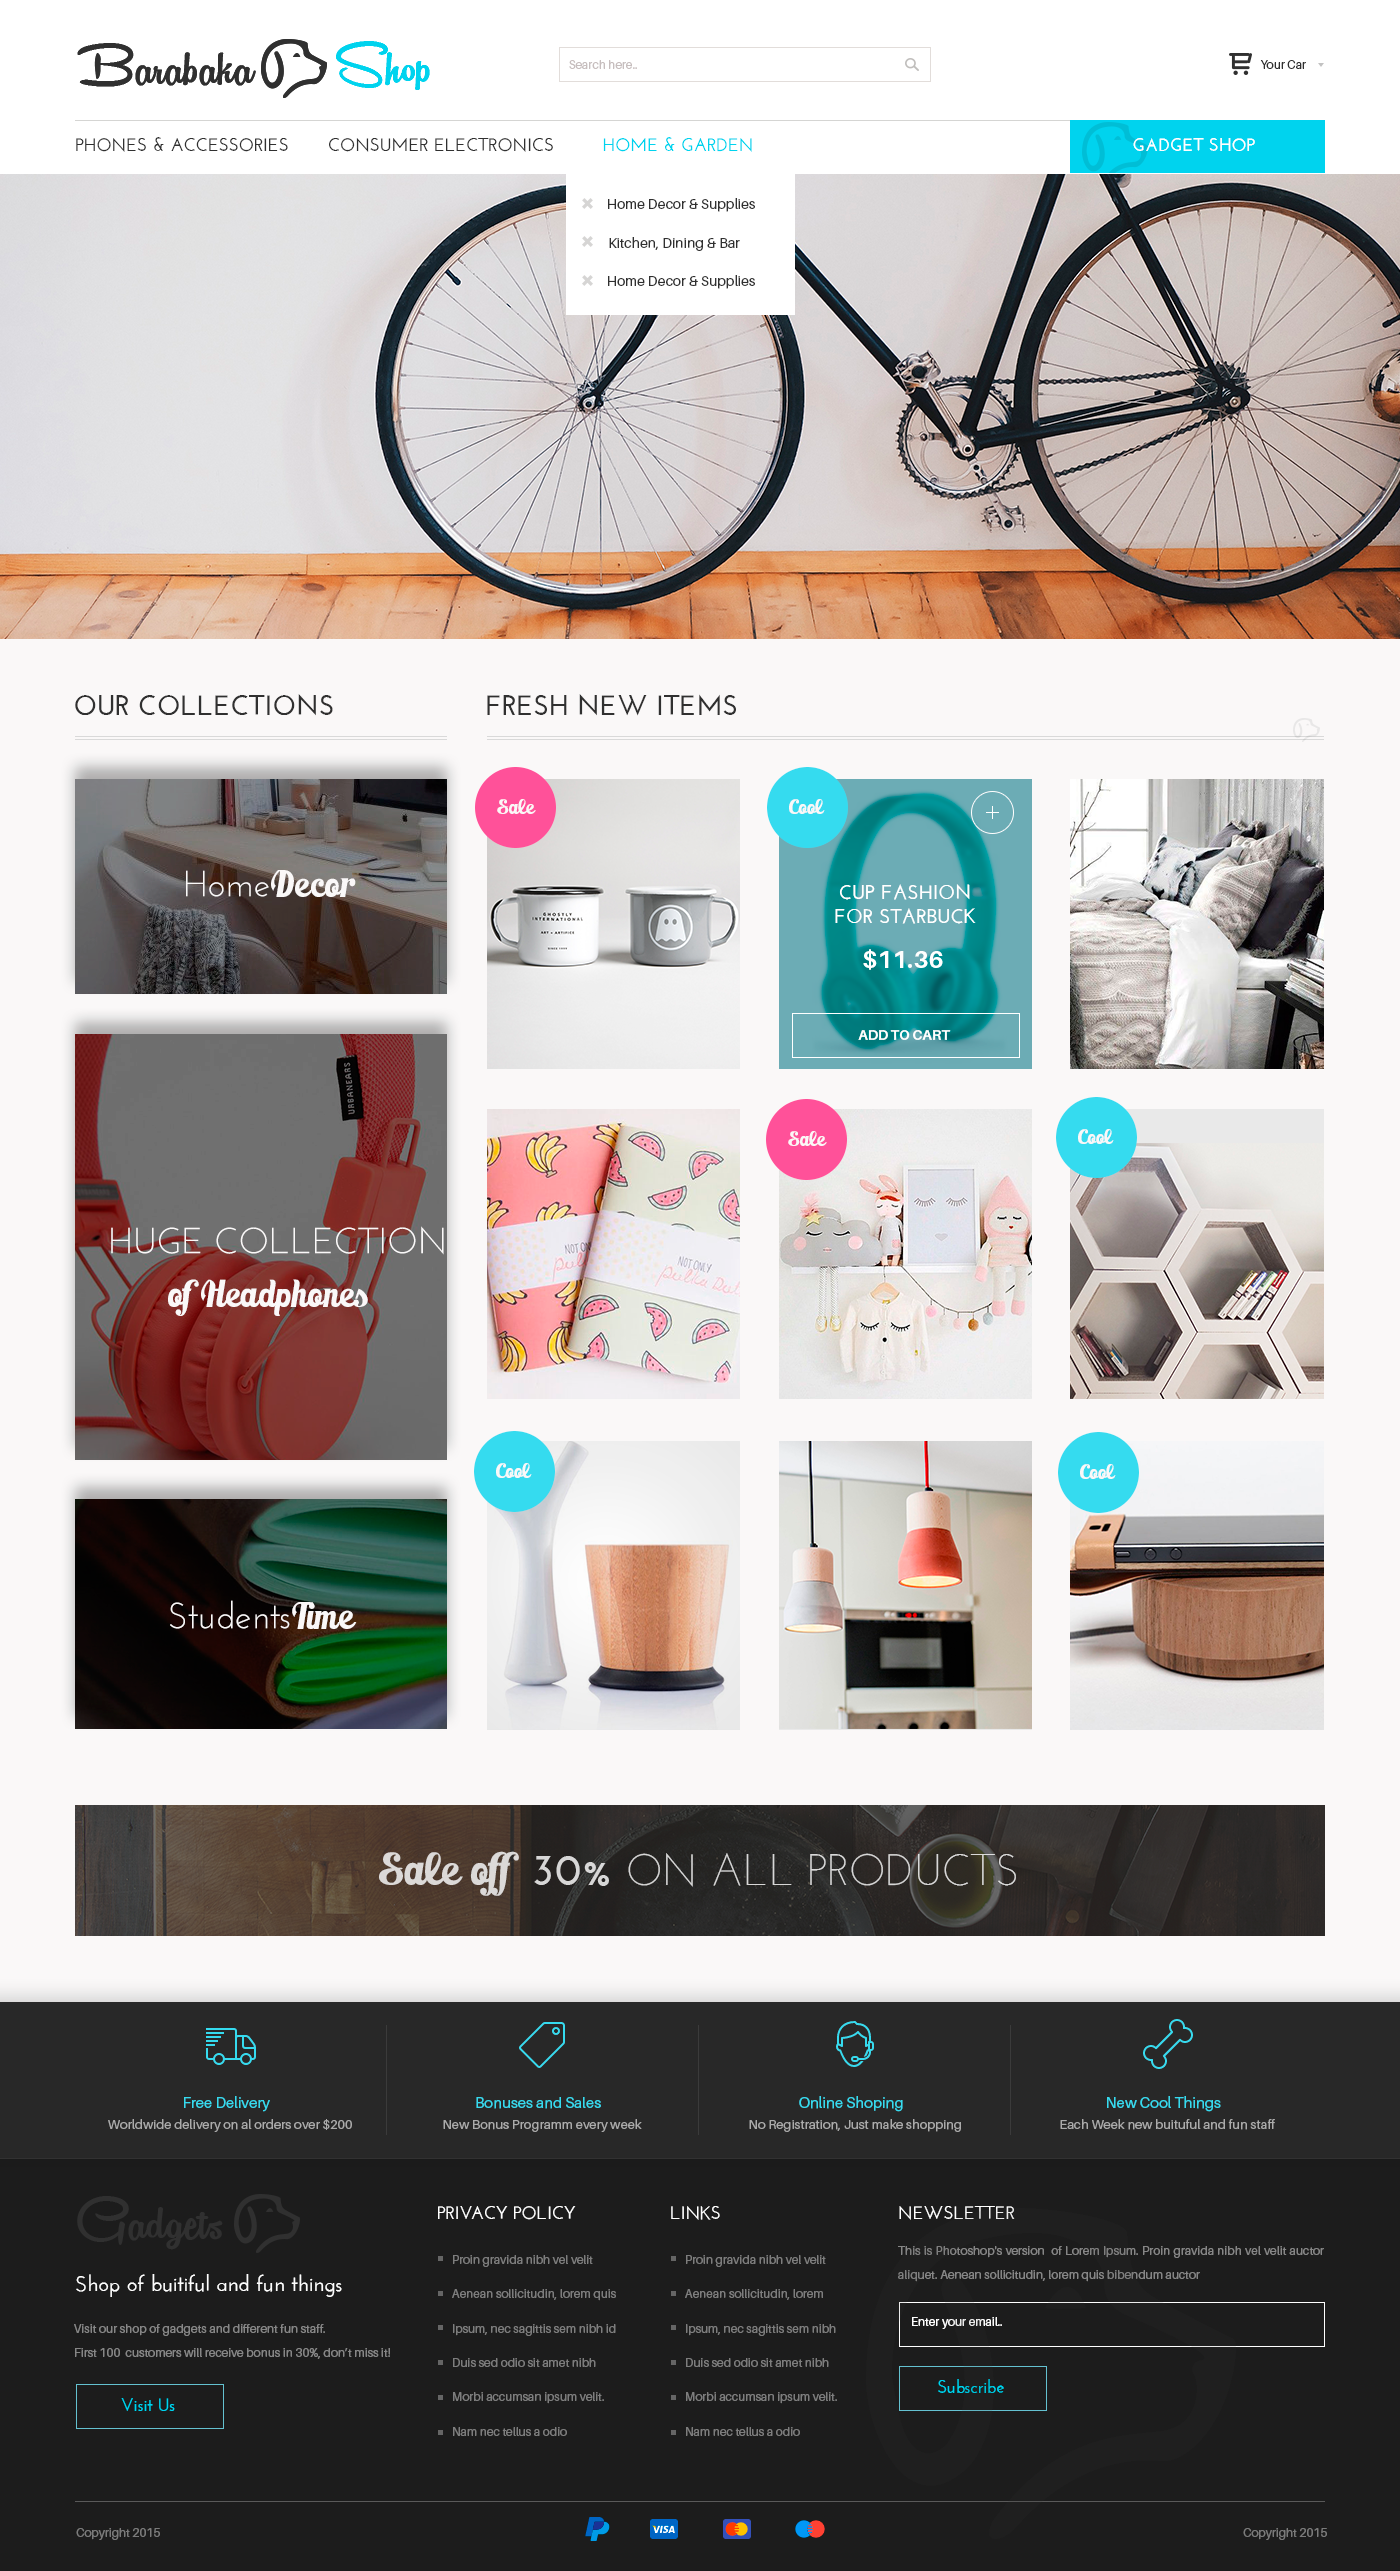 Barabaka Shop
Search here..
Your Car
PHONES & ACCESSORIES
CONSUMER ELECTRONICS
HOME & GARDEN
GADGET SHOP
Home Decor & Supplies
Kitchen, Dining & Bar
Home Decor & Supplies
OUR COLLECTIONS
FRESH NEW ITEMS
HomeDecor
URBANEARS
HUGE COLLECTION
of Headphones
StudentsTime
Sale
GHOSTLY
INTERNATIONAL
ART + ARTIFICE
SINCE 1999
Cool
CUP FASHION
FOR STARBUCK
$11.36
ADD TO CART
NOT ON
NOT ONLY
Sale
Cool
Cool
Cool
Sale off 30% ON ALL PRODUCTS
Free Delivery
Worldwide delivery on al orders over $200
Bonuses and Sales
New Bonus Programm every week
Online Shoping
No Registration, Just make shopping
New Cool Things
Each Week new buituful and fun staff
Gadgets
Shop of buitiful and fun things
Visit our shop of gadgets and different fun staff.
First 100 customers will receive bonus in 30%, don't miss it!
Visit Us
PRIVACY POLICY
Proin gravida nibh vel velit
Aenean sollicitudin, lorem quis
Ipsum, nec sagittis sem nibh id
Duis sed odio sit amet nibh
Morbi accumsan ipsum velit.
Nam nec tellus a odio
LINKS
Proin gravida nibh vel velit
Aenean sollicitudin, lorem
Ipsum, nec sagittis sem nibh
Duis sed odio sit amet nibh
Morbi accumsan ipsum velit.
Nam nec tellus a odio
NEWSLETTER
This is Photoshop's version of Lorem Ipsum. Proin gravida nibh vel velit auctor
aliquet. Aenean sollicitudin, lorem quis bibendum auctor
Enter your email..
Subscribe
Copyright 2015
VISA
Copyright 2015